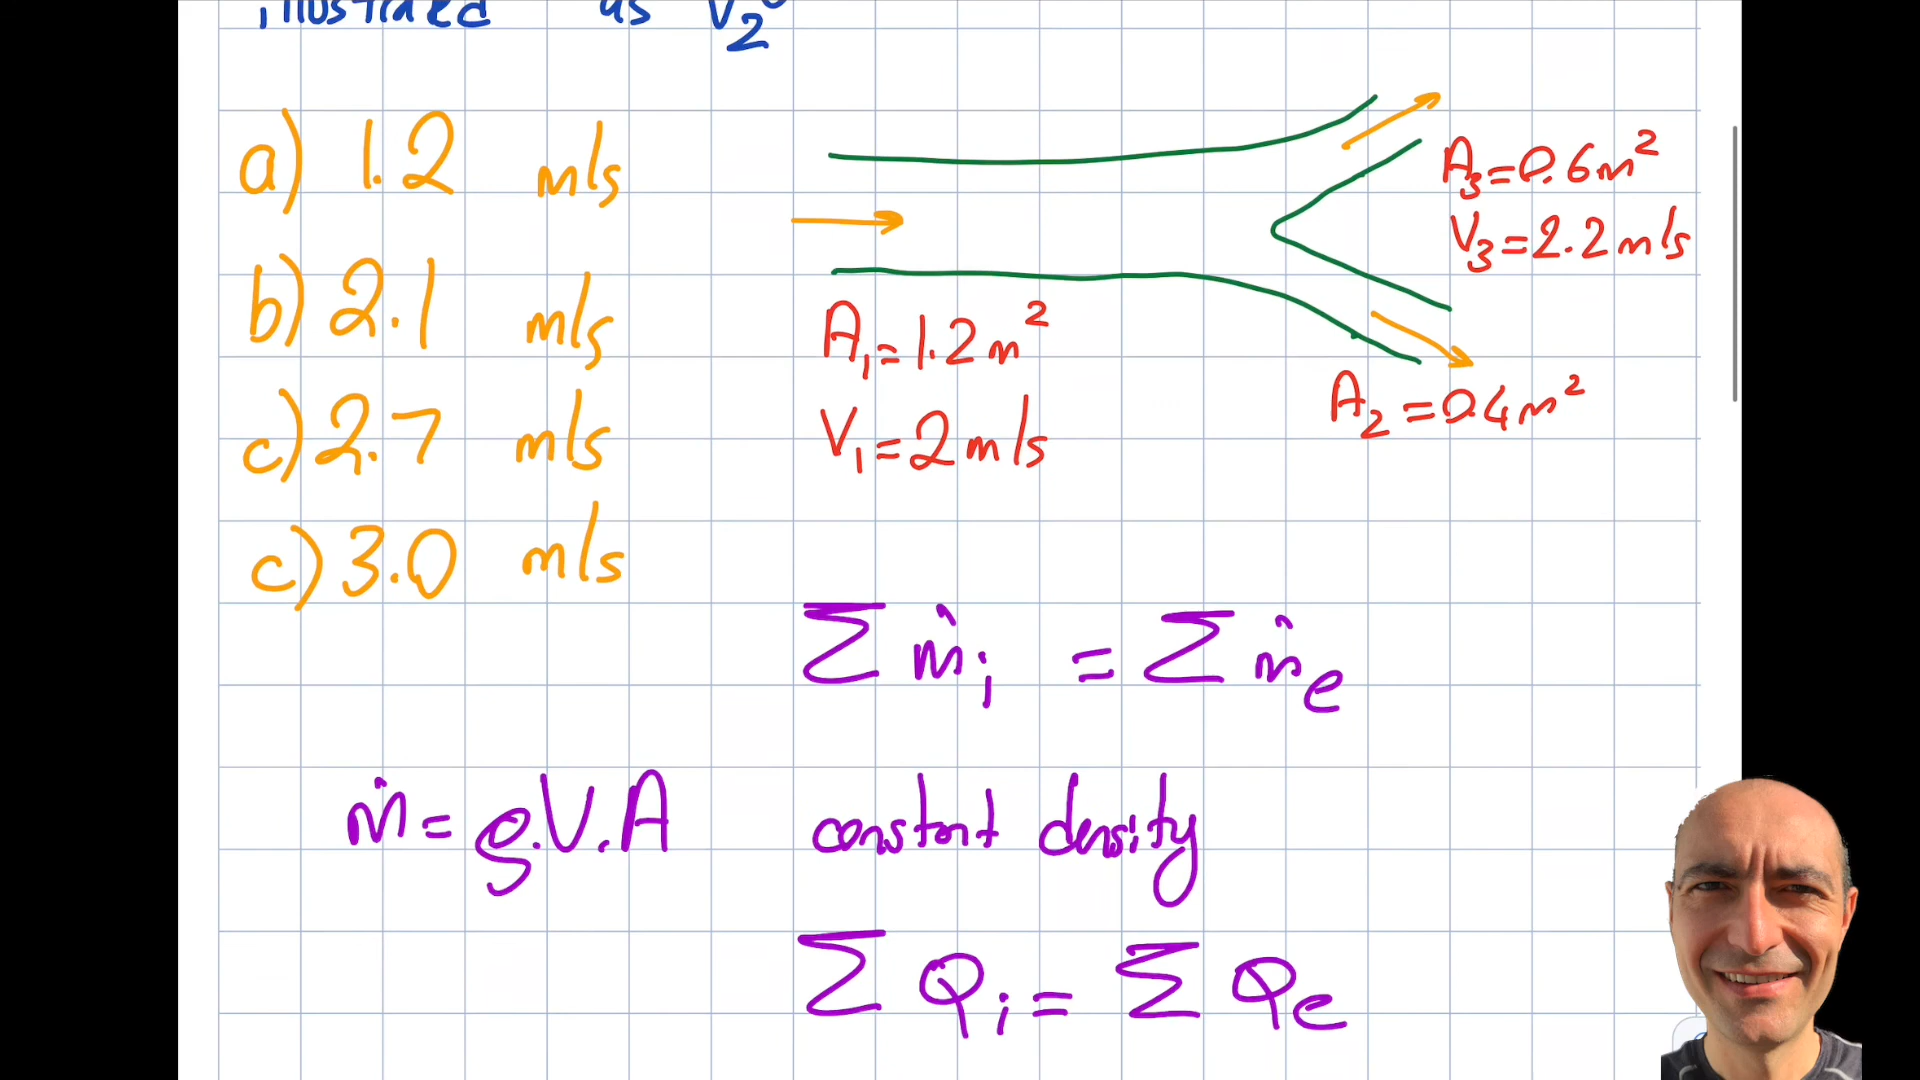 illustrated as V₂
a) 1.2 m/s
b) 2.1 m/s
c) 2.7 m/s
c) 3.0 m/s
A₃=0.6m²
V₃=2.2m/s
A₁=1.2m²
V₁=2m/s
A₂=0.4m²
∑ṁᵢ = ∑ṁₑ
ṁ=ρ.V.A constant density
∑Qᵢ = ∑Qₑ